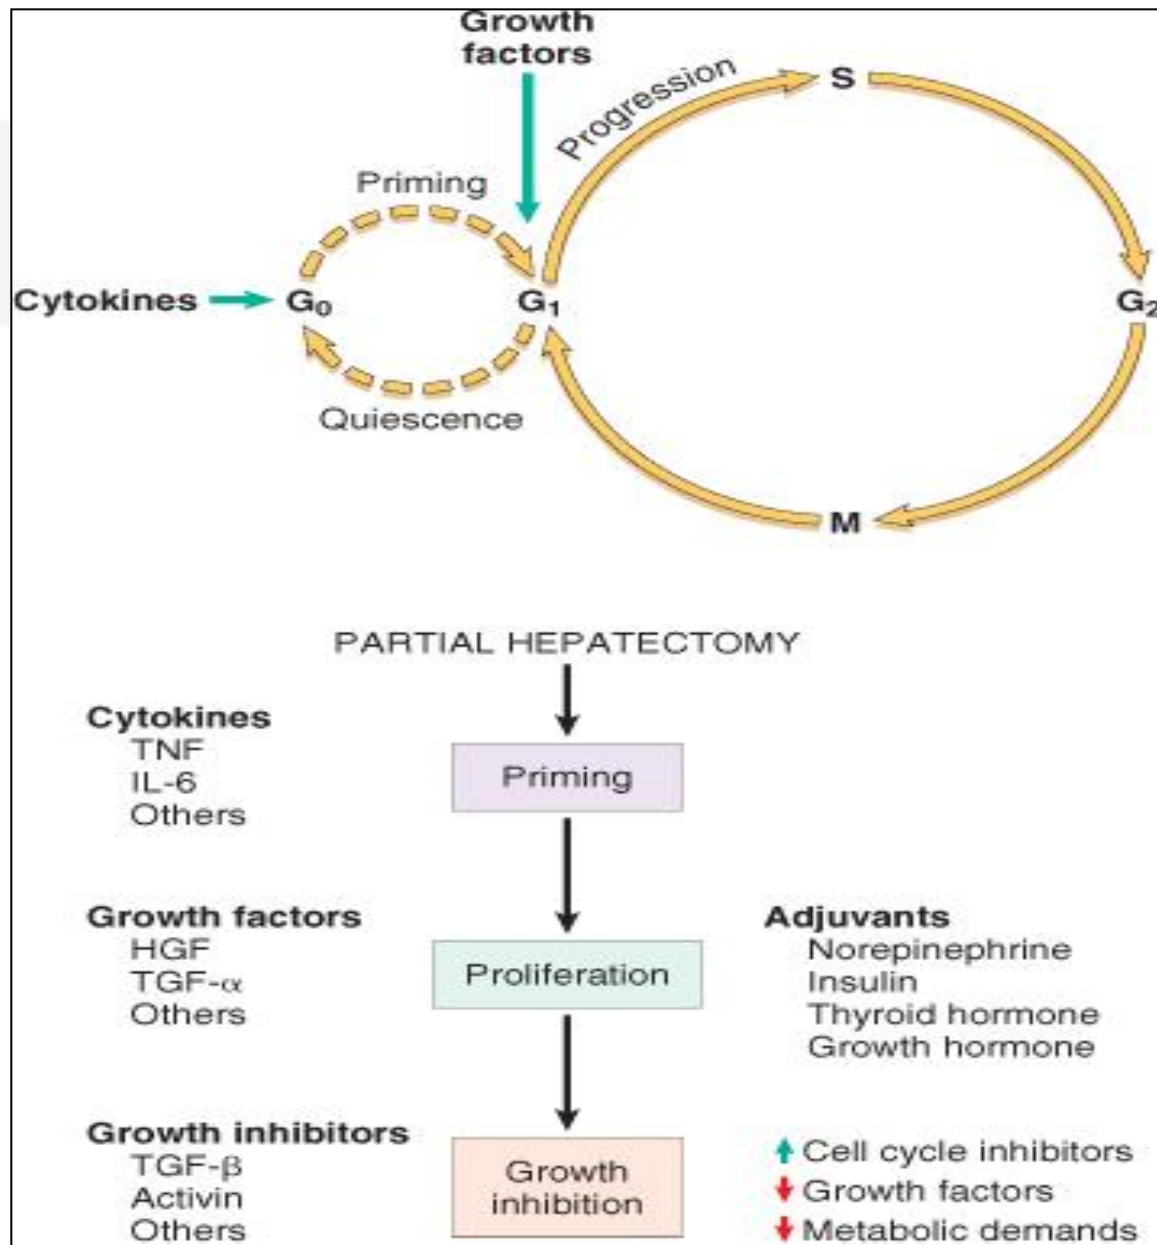 Growth
factors
Progression
S
Priming
Cytokines
G₀
G₁
G₂
Quiescence
M
PARTIAL HEPATECTOMY
Cytokines
TNF
IL-6
Others
Priming
Growth factors
HGF
TGF-α
Others
Proliferation
Adjuvants
Norepinephrine
Insulin
Thyroid hormone
Growth hormone
Growth inhibitors
TGF-β
Activin
Others
Growth
inhibition
Cell cycle inhibitors
Growth factors
Metabolic demands